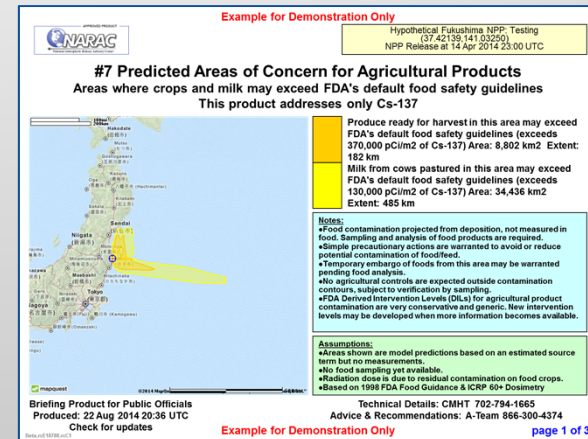 Example for Demonstration Only
APPROVED PRODUCT
NARAC
Hypothetical Fukushima NPP: Testing
(37.42139,141.03250)
NPP Release at 14 Apr 2014 23:00 UTC
#7 Predicted Areas of Concern for Agricultural Products
Areas where crops and milk may exceed FDA's default food safety guidelines
This product addresses only Cs-137
Hakodate
Sendai
Niigata
Tokyo
mapquest
Produce ready for harvest in this area may exceed
FDA's default food safety guidelines (exceeds
370,000 pCi/m2 of Cs-137) Area: 8,802 km2 Extent:
182 km
Milk from cows pastured in this area may exceed
FDA's default food safety guidelines (exceeds
130,000 pCi/m2 of Cs-137) Area: 34,436 km2
Extent: 485 km
Notes:
●Food contamination projected from deposition, not measured in
food. Sampling and analysis of food products are required.
●Simple precautionary actions are warranted to avoid or reduce
potential contamination of food/feed.
●Temporary embargo of foods from this area may be warranted
pending food analysis.
●No agricultural controls are expected outside contamination
contours, subject to verification by sampling.
●FDA Derived Intervention Levels (DILs) for agricultural product
contamination are very conservative and generic. New intervention
levels may be developed when more information becomes available.
Assumptions:
●Areas shown are model predictions based on an estimated source
term but no measurements.
●No food sampling yet available.
●Radiation dose is due to residual contamination on food crops.
●Based on 1998 FDA Food Guidance & ICRP 60+ Dosimetry
Briefing Product for Public Officials
Produced: 22 Aug 2014 20:36 UTC
Check for updates
Technical Details: CMHT 702-794-1665
Advice & Recommendations: A-Team 866-300-4374
Example for Demonstration Only
page 1 of 3